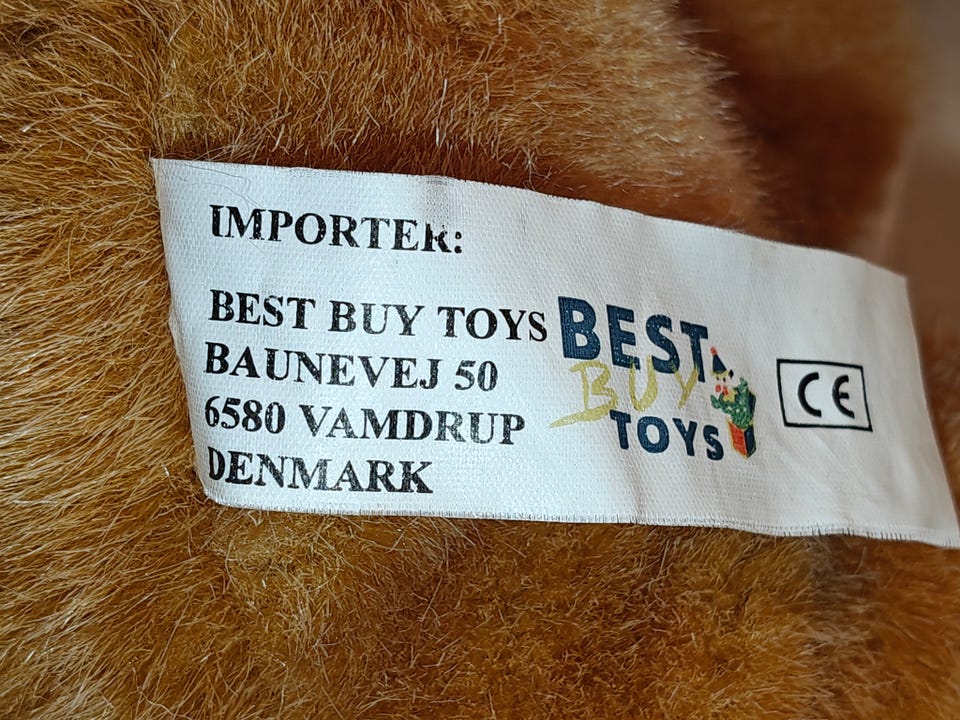 IMPORTER:
BEST BUY TOYS
BAUNEVEJ 50
6580 VAMDRUP
DENMARK
BEST
BUY
TOYS
CE